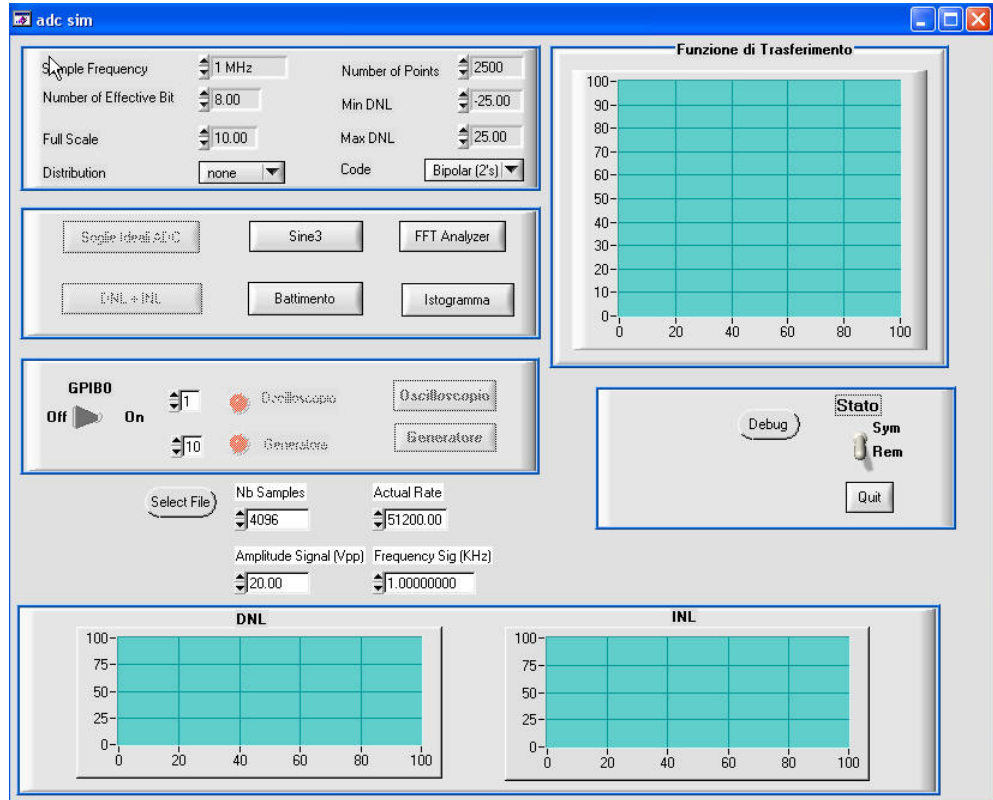 adc sim
Sample Frequency 1 MHz
Number of Points 2500
Number of Effective Bit 8.00
Min DNL -25.00
Full Scale 10.00
Max DNL 25.00
Distribution none
Code Bipolar (2's)
Funzione di Trasferimento
100
90
80
70
60
50
40
30
20
10
0
0 20 40 60 80 100
Soglie Ideali ADC
Sine3
FFT Analyzer
DNL + INL
Battimento
Istogramma
GPIB0
Off On
1 Oscilloscopio Oscilloscopio
10 Generatore Generatore
Debug
Stato
Sym
Rem
Quit
Select File
Nb Samples
4096
Actual Rate
51200.00
Amplitude Signal (Vpp)
20.00
Frequency Sig (KHz)
1.00000000
DNL
100
75
50
25
0
0 20 40 60 80 100
INL
100
75
50
25
0
0 20 40 60 80 100